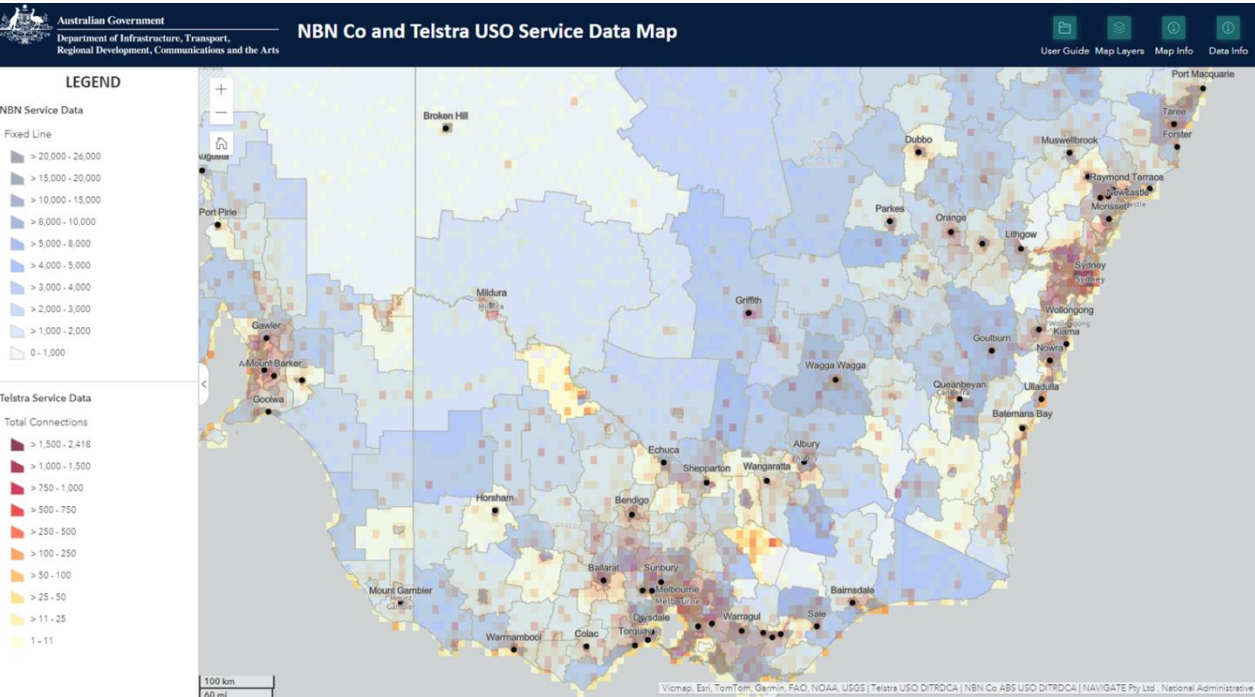 Australian Government
Department of Infrastructure, Transport,
Regional Development, Communications and the Arts
NBN Co and Telstra USO Service Data Map
User Guide
Map Layers
Map Info
Data Info
LEGEND
NBN Service Data
Fixed Line
> 20,000 - 26,000
> 15,000 - 20,000
> 10,000 - 15,000
> 8,000 - 10,000
> 5,000 - 8,000
> 4,000 - 5,000
> 3,000 - 4,000
> 2,000 - 3,000
> 1,000 - 2,000
0 - 1,000
Telstra Service Data
Total Connections
> 1,500 - 2,418
> 1,000 - 1,500
> 750 - 1,000
> 500 - 750
> 250 - 500
> 100 - 250
> 50 - 100
> 25 - 50
> 11 - 25
1 - 11
Port Macquarie
Broken Hill
Taree
Forster
Dubbo
Muswellbrook
Raymond Terrace
Newcastle
Morisset
Port Pirie
Parkes
Orange
Lithgow
Sydney
Sydney
Mildura
Mildura
Griffith
Wollongong
Wollongong
Kiama
Gawler
Goulburn
Nowra
Mount Barker
Wagga Wagga
Queanbeyan
Canberra
Ulladulla
Goolwa
Batemans Bay
Echuca
Albury
Albury
Shepparton
Wangaratta
Horsham
Bendigo
Ballarat
Sunbury
Melbourne
Melbourne
Mount Gambier
Mount
Gambier
Bairnsdale
Drysdale
Warragul
Sale
Warrnambool
Colac
Torquay
100 km
60 mi
Vicmap, Esri, TomTom, Garmin, FAO, NOAA, USGS | Telstra USO DITRDCA | NBN Co ABS USO DITRDCA | NAVIGATE Pty Ltd , National Administrative